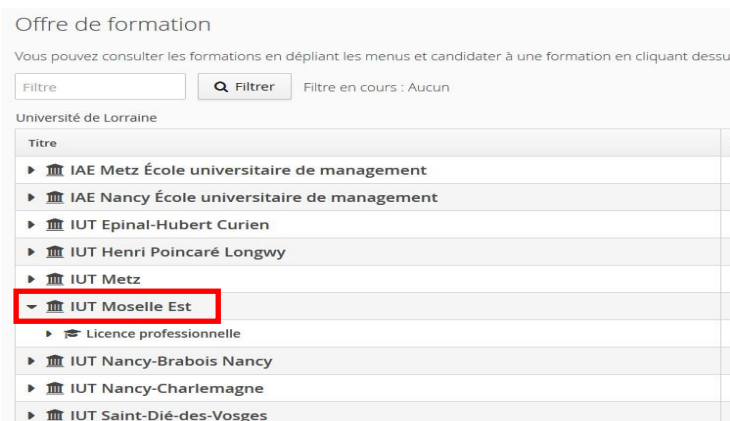 Offre de formation
Vous pouvez consulter les formations en dépliant les menus et candidater à une formation en cliquant dessu
Filtre Filtrer Filtre en cours : Aucun
Université de Lorraine
Titre
IAE Metz École universitaire de management
IAE Nancy École universitaire de management
IUT Epinal-Hubert Curien
IUT Henri Poincaré Longwy
IUT Metz
IUT Moselle Est
Licence professionnelle
IUT Nancy-Brabois Nancy
IUT Nancy-Charlemagne
IUT Saint-Dié-des-Vosges